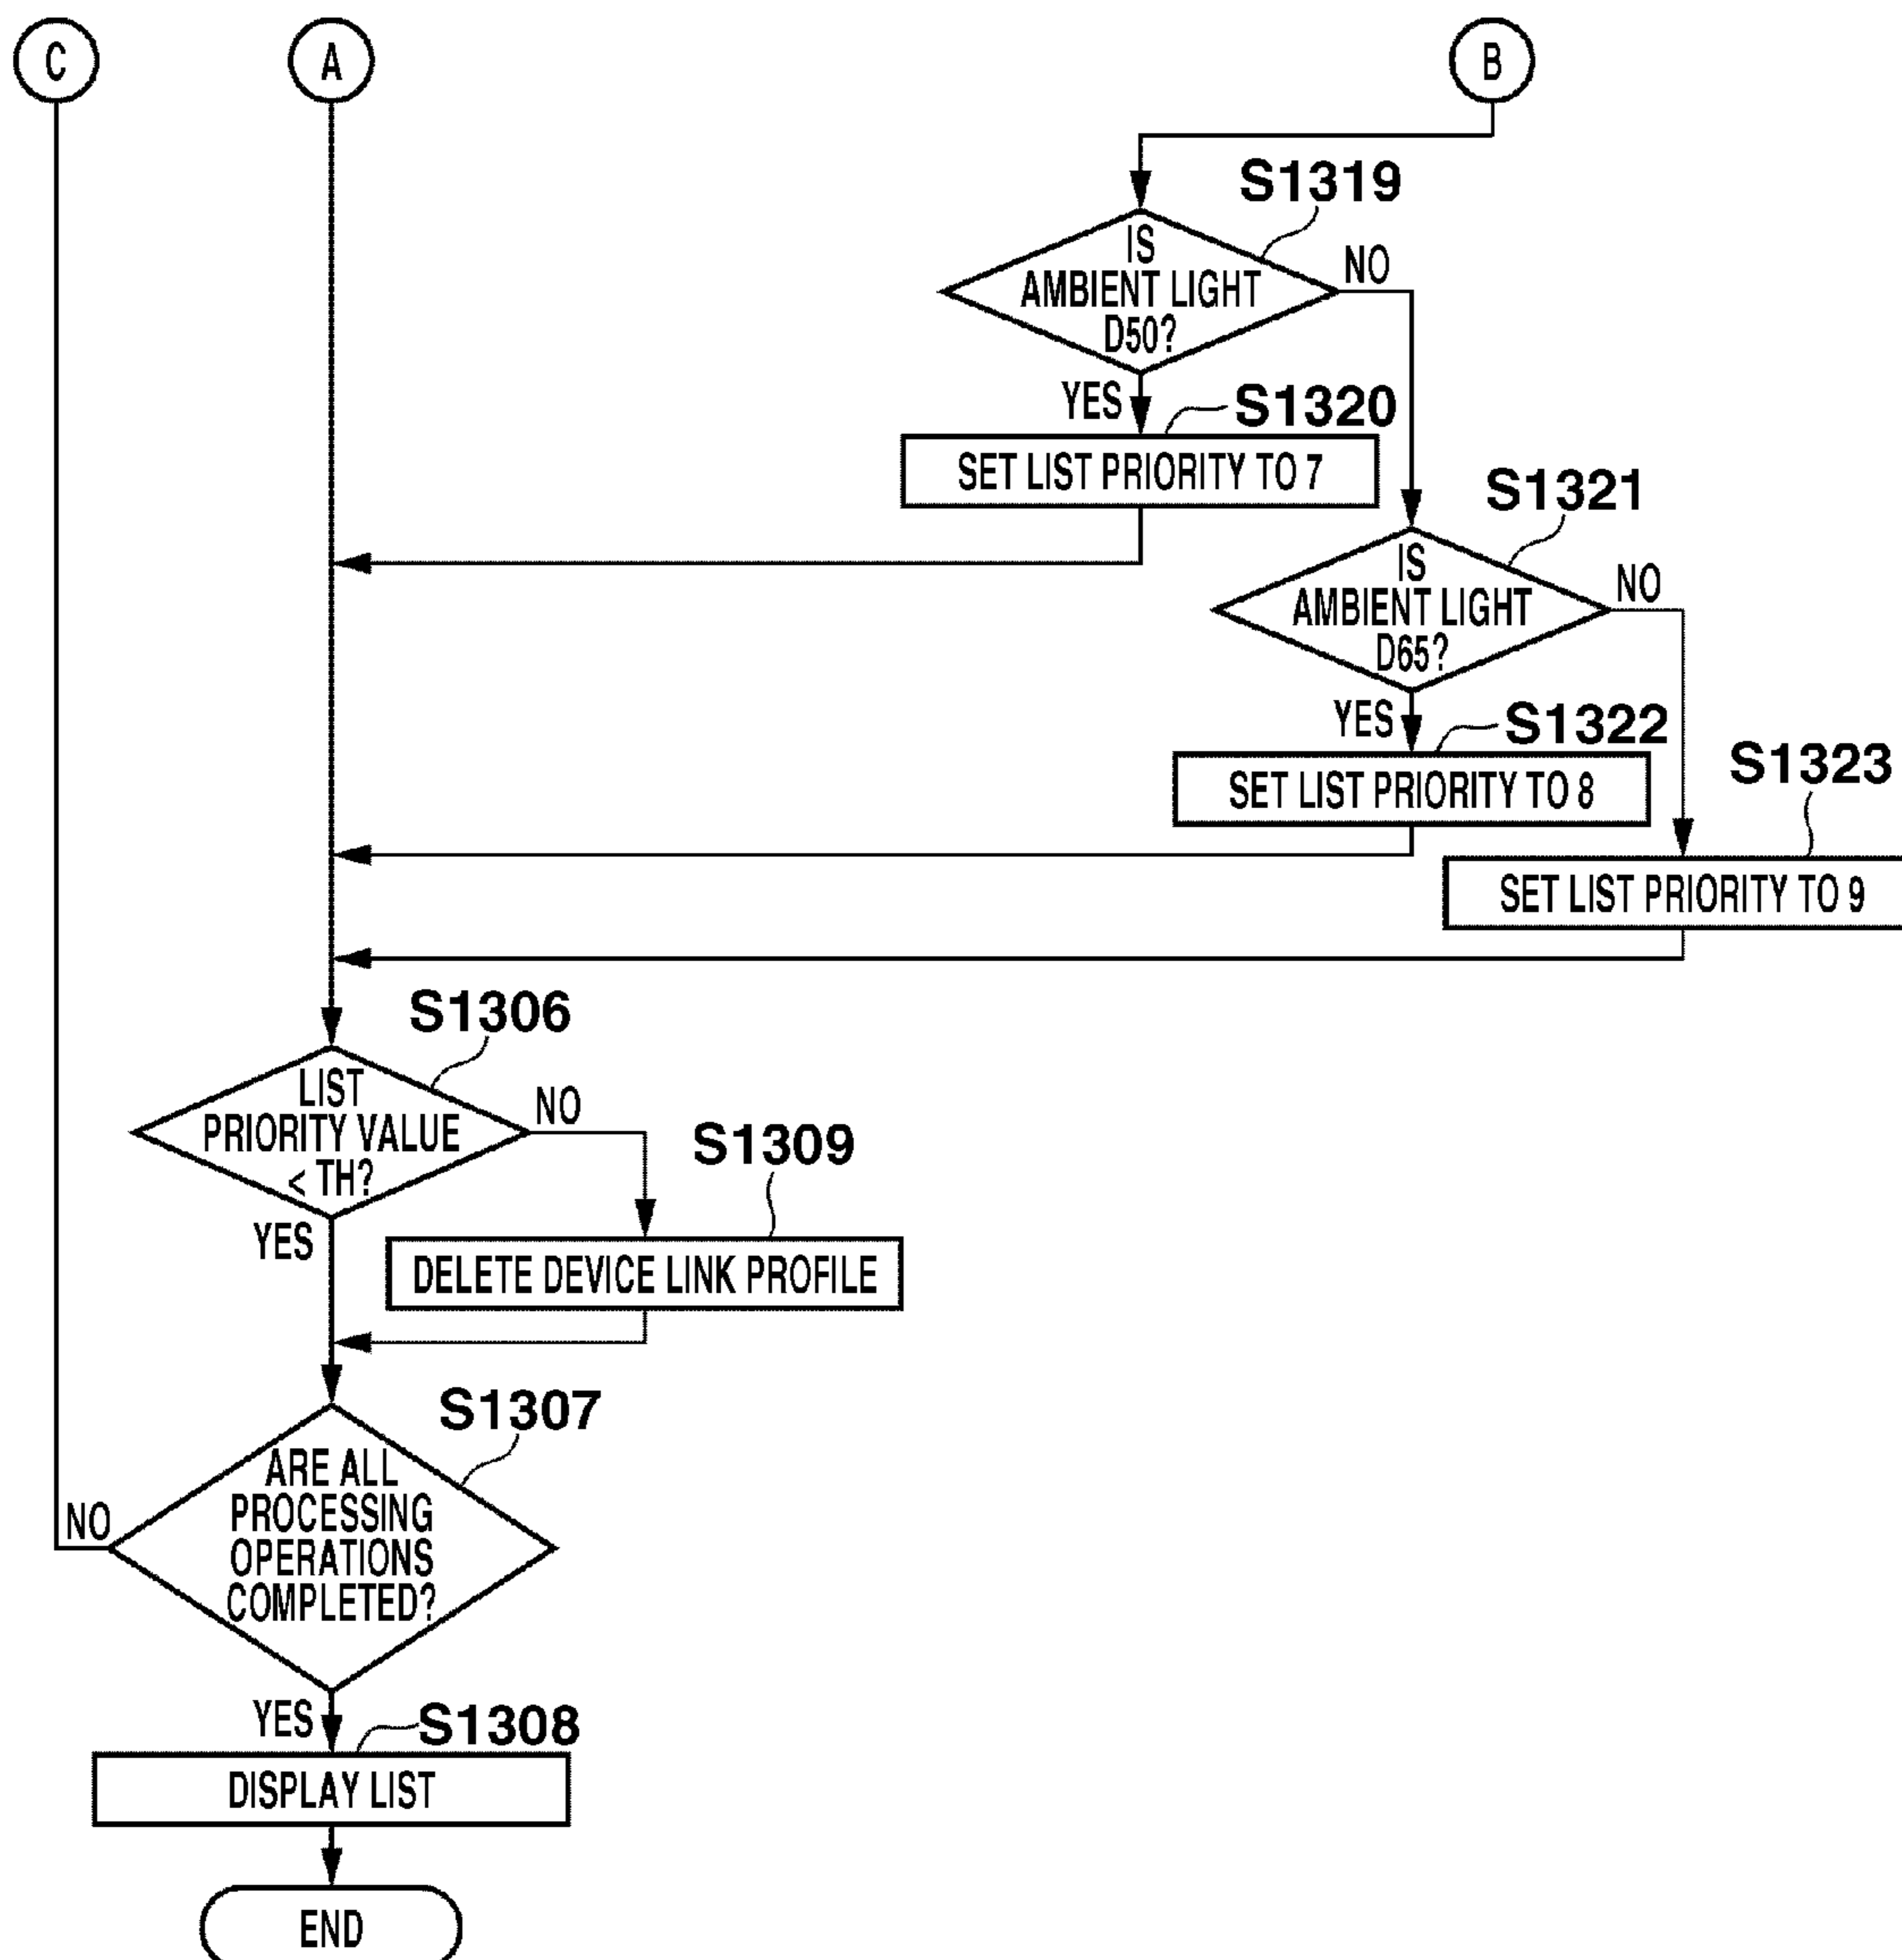 C
A
B
S1319
IS
AMBIENT LIGHT
D50?
NO
YES
S1320
SET LIST PRIORITY TO 7
S1321
IS
AMBIENT LIGHT
D65?
NO
YES
S1322
SET LIST PRIORITY TO 8
S1323
SET LIST PRIORITY TO 9
S1306
LIST
PRIORITY VALUE
< TH?
NO
YES
S1309
DELETE DEVICE LINK PROFILE
S1307
ARE ALL
PROCESSING
OPERATIONS
COMPLETED?
NO
YES
S1308
DISPLAY LIST
END